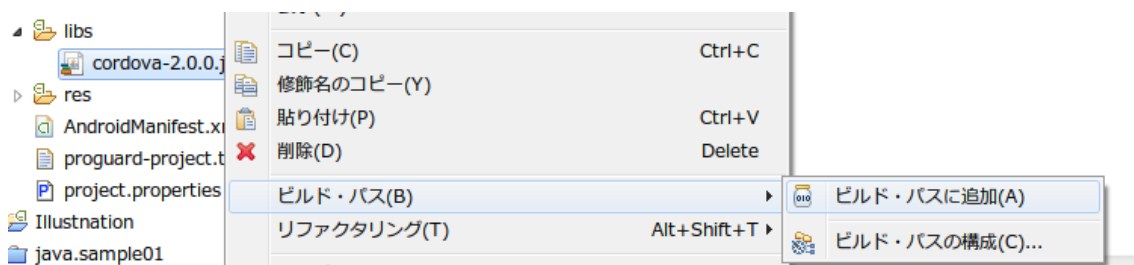 libs
cordova-2.0.0.j
res
AndroidManifest.x
proguard-project.t
project.properties
Illustnation
java.sample01
コピー(C) Ctrl+C
修飾名のコピー(Y)
貼り付け(P) Ctrl+V
削除(D) Delete
ビルド・パス(B)
リファクタリング(T) Alt+Shift+T
ビルド・パスに追加(A)
ビルド・パスの構成(C)...